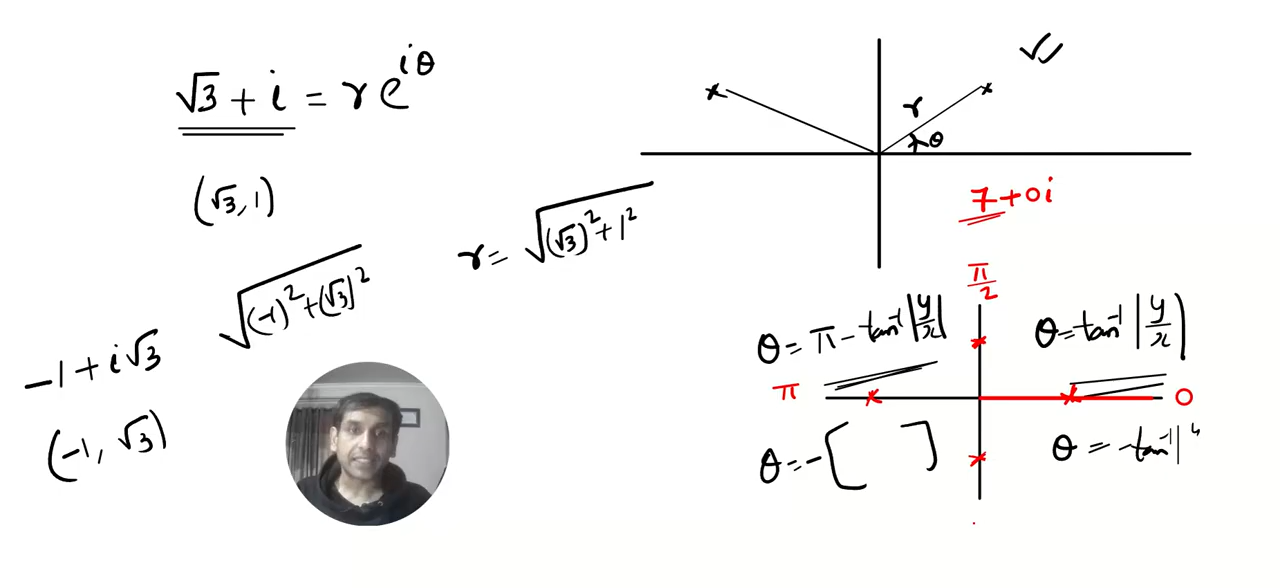 √3 + i = r e^{iθ}
(√3, 1)
r = √((√3)² + 1²)
√((-1)² + (√3)²)
-1 + i√3
(-1, √3)
r
θ
7 + 0i
π/2
θ = π - tan⁻¹|y/x|
θ = tan⁻¹|y/x|
π
0
θ = -[ ]
θ = -tan⁻¹|